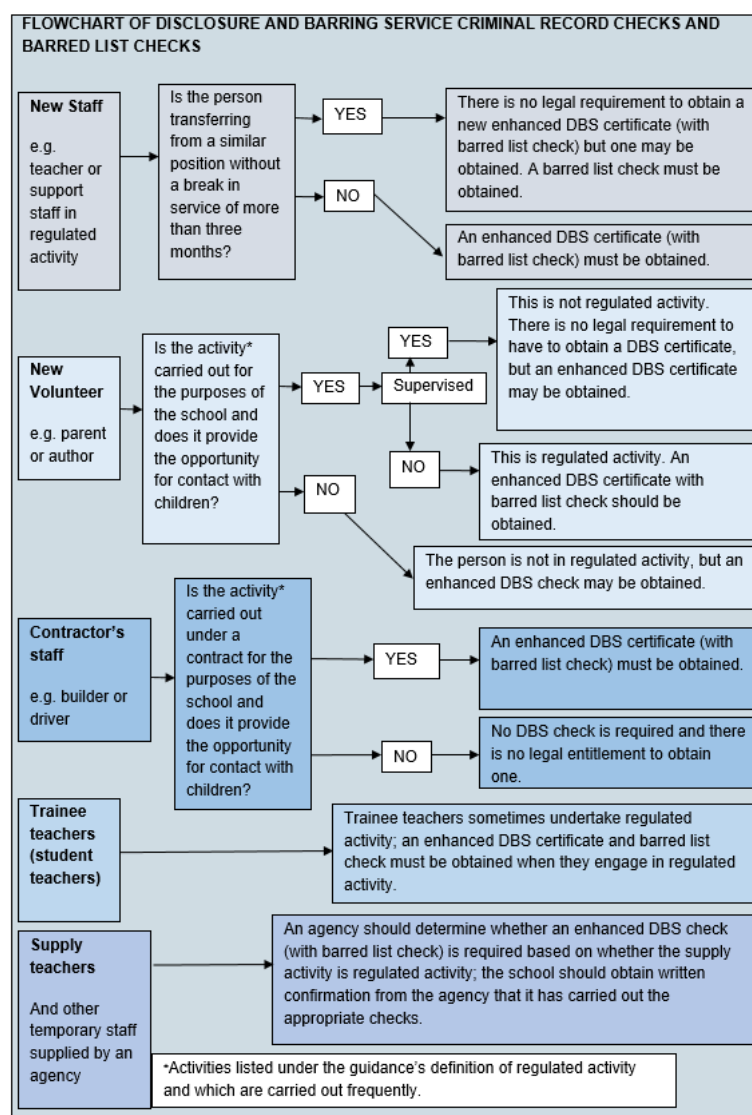 FLOWCHART OF DISCLOSURE AND BARRING SERVICE CRIMINAL RECORD CHECKS AND
BARRED LIST CHECKS
New Staff
e.g.
teacher or
support
staff in
regulated
activity
Is the person
transferring
from a similar
position without
a break in
service of more
than three
months?
YES
There is no legal requirement to obtain a
new enhanced DBS certificate (with
barred list check) but one may be
obtained. A barred list check must be
obtained.
NO
An enhanced DBS certificate (with
barred list check) must be obtained.
New
Volunteer
e.g. parent
or author
Is the activity*
carried out for
the purposes of
the school and
does it provide
the opportunity
for contact with
children?
YES
Supervised
YES
This is not regulated activity.
There is no legal requirement to
have to obtain a DBS certificate,
but an enhanced DBS certificate
may be obtained.
NO
This is regulated activity. An
enhanced DBS certificate with
barred list check should be
obtained.
NO
The person is not in regulated activity, but an
enhanced DBS check may be obtained.
Contractor's
staff
e.g. builder or
driver
Is the activity*
carried out
under a
contract for the
purposes of the
school and
does it provide
the opportunity
for contact with
children?
YES
An enhanced DBS certificate (with
barred list check) must be obtained.
NO
No DBS check is required and there
is no legal entitlement to obtain
one.
Trainee
teachers
(student
teachers)
Trainee teachers sometimes undertake regulated
activity; an enhanced DBS certificate and barred list
check must be obtained when they engage in regulated
activity.
Supply
teachers
And other
temporary staff
supplied by an
agency
An agency should determine whether an enhanced DBS check
(with barred list check) is required based on whether the supply
activity is regulated activity; the school should obtain written
confirmation from the agency that it has carried out the
appropriate checks.
*Activities listed under the guidance's definition of regulated activity
and which are carried out frequently.